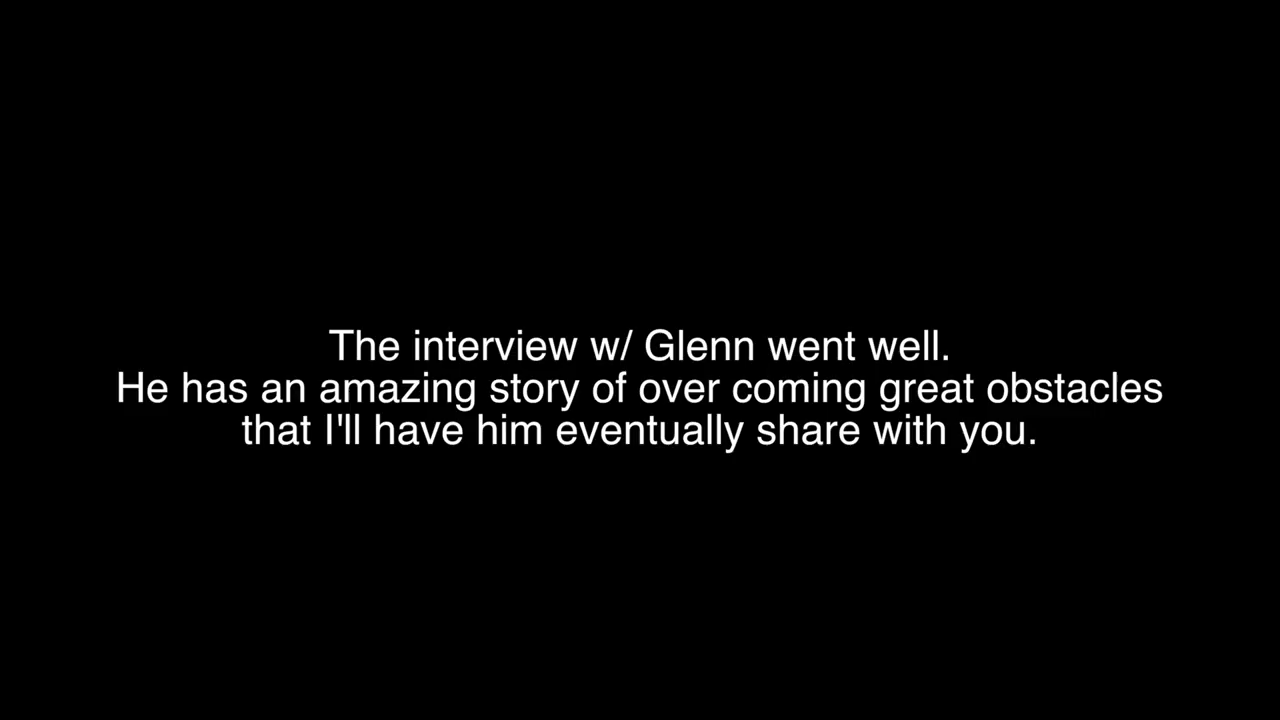 The interview w/ Glenn went well.
He has an amazing story of over coming great obstacles
that I'll have him eventually share with you.